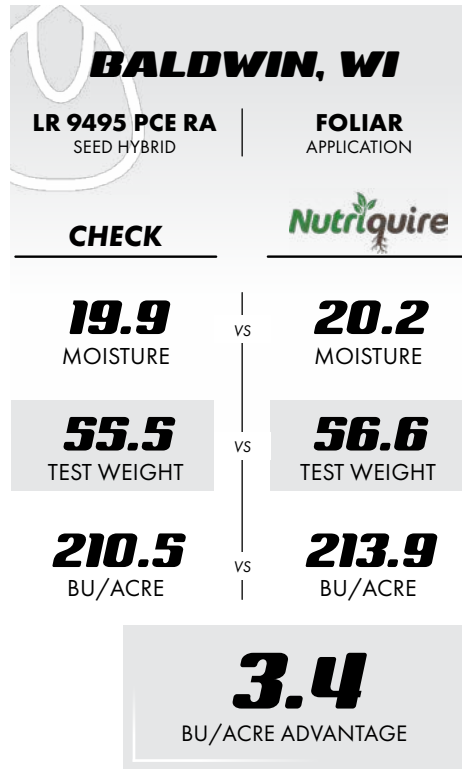 BALDWIN, WI
LR 9495 PCE RA
SEED HYBRID
FOLIAR
APPLICATION
CHECK
Nutriquire
19.9
MOISTURE
vs
20.2
MOISTURE
55.5
TEST WEIGHT
vs
56.6
TEST WEIGHT
210.5
BU/ACRE
vs
213.9
BU/ACRE
3.4
BU/ACRE ADVANTAGE